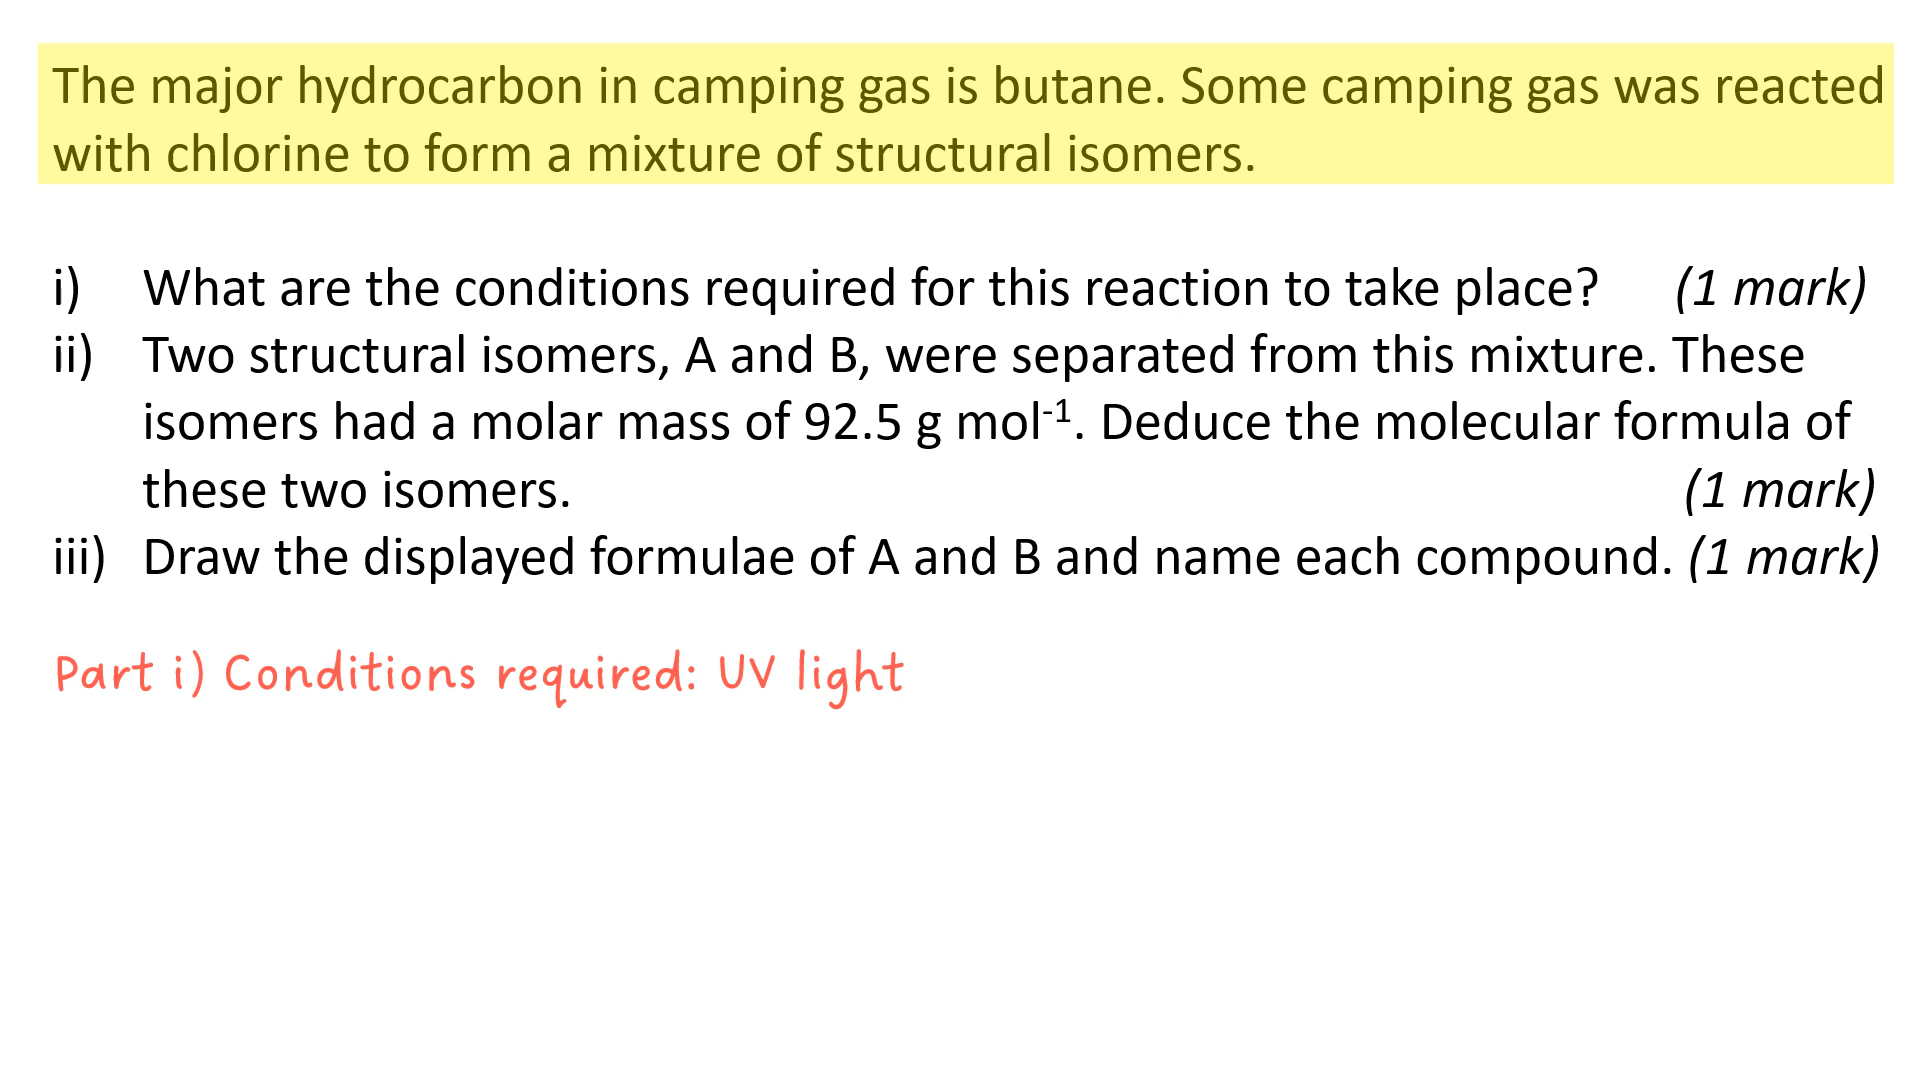 The major hydrocarbon in camping gas is butane. Some camping gas was reacted
with chlorine to form a mixture of structural isomers.
i) What are the conditions required for this reaction to take place? (1 mark)
ii) Two structural isomers, A and B, were separated from this mixture. These
isomers had a molar mass of 92.5 g mol⁻¹. Deduce the molecular formula of
these two isomers. (1 mark)
iii) Draw the displayed formulae of A and B and name each compound. (1 mark)
Part i) Conditions required: UV light